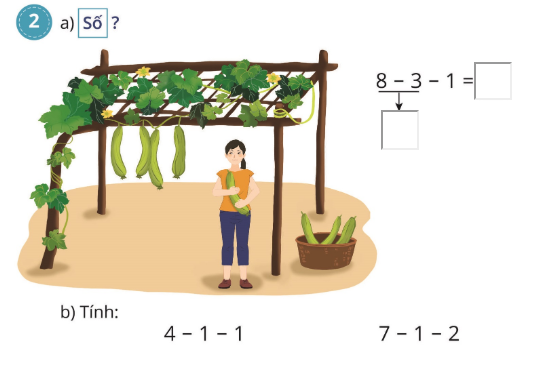 2 a) Số ?
8 − 3 − 1 =
b) Tính:
4 − 1 − 1 7 − 1 − 2